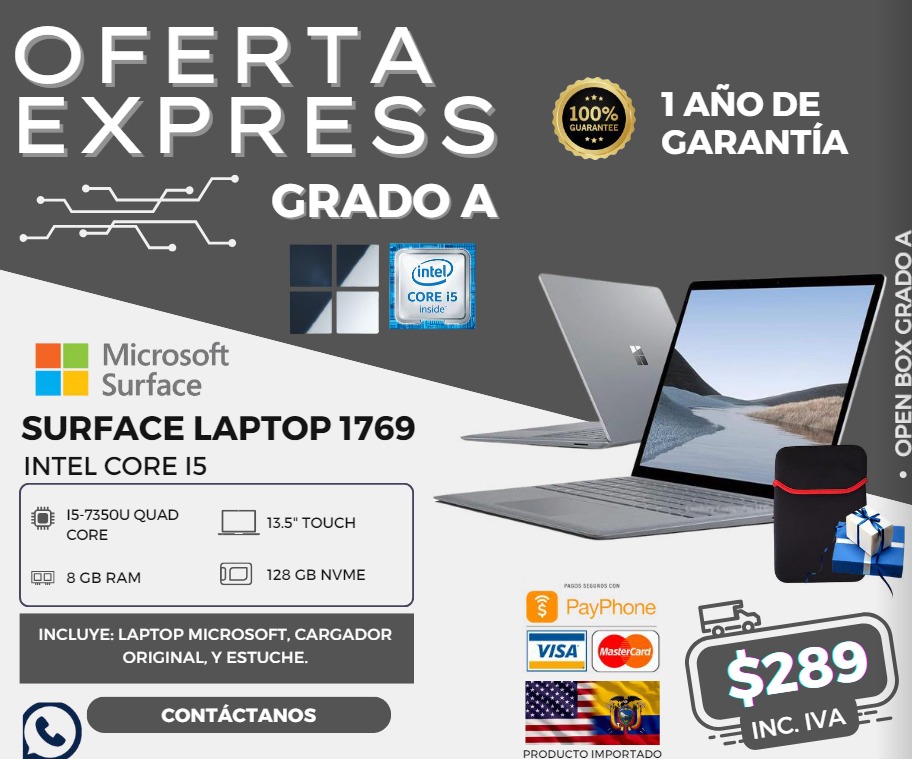 OFERTA
EXPRESS
GRADO A
100%
GUARANTEE
1 AÑO DE
GARANTÍA
intel
CORE i5
inside
Microsoft
Surface
SURFACE LAPTOP 1769
INTEL CORE I5
I5-7350U QUAD
CORE
13.5" TOUCH
8 GB RAM
128 GB NVME
INCLUYE: LAPTOP MICROSOFT, CARGADOR
ORIGINAL, Y ESTUCHE.
CONTÁCTANOS
• OPEN BOX GRADO A
PAGOS SEGUROS CON
PayPhone
VISA
MasterCard
PRODUCTO IMPORTADO
$289
INC. IVA